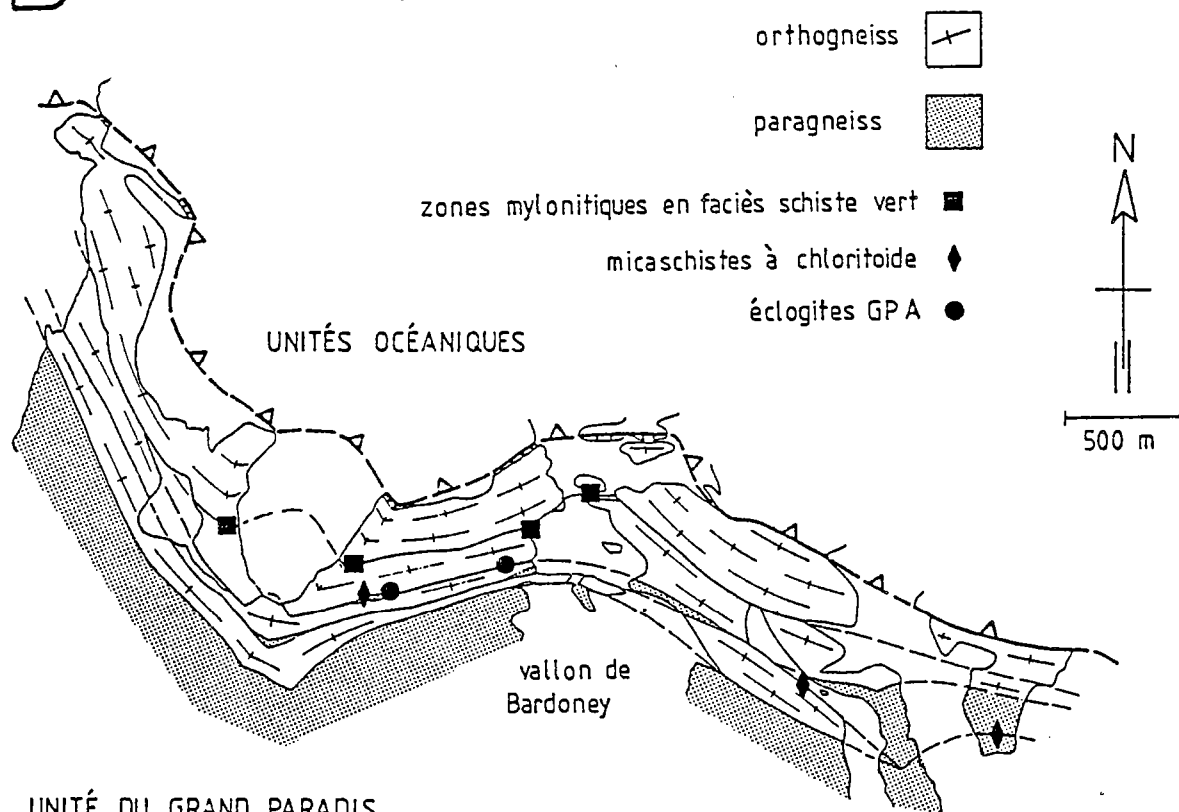 orthogneiss
paragneiss
N
zones mylonitiques en faciès schiste vert
micaschistes à chloritoide
éclogites GPA
UNITÉS OCÉANIQUES
500 m
vallon de
Bardoney
UNITÉ DU GRAND PARADIS